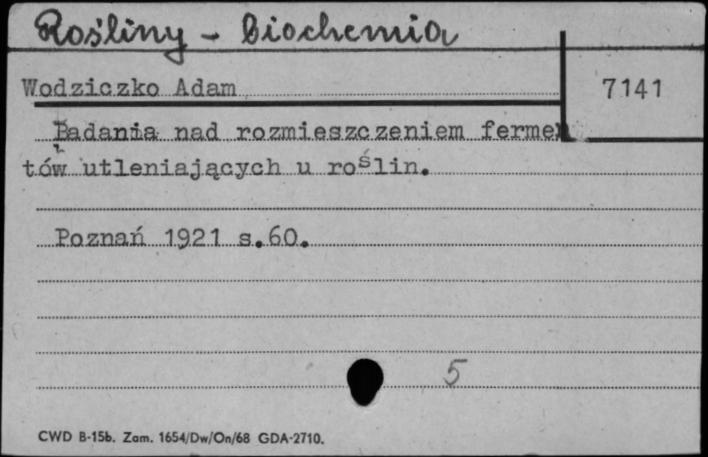 Rośliny - biochemia
Wodziczko Adam
7141
Badania nad rozmieszczeniem fermen
tów utleniających u roślin.
Poznań 1921 s.60.
5
CWD B-15b. Zam. 1654/Dw/On/68 GDA-2710.